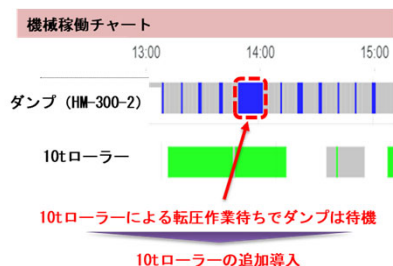 機械稼働チャート
13:00 14:00 15:00
ダンプ (HM-300-2)
10tローラー
10tローラーによる転圧作業待ちでダンプは待機
10tローラーの追加導入